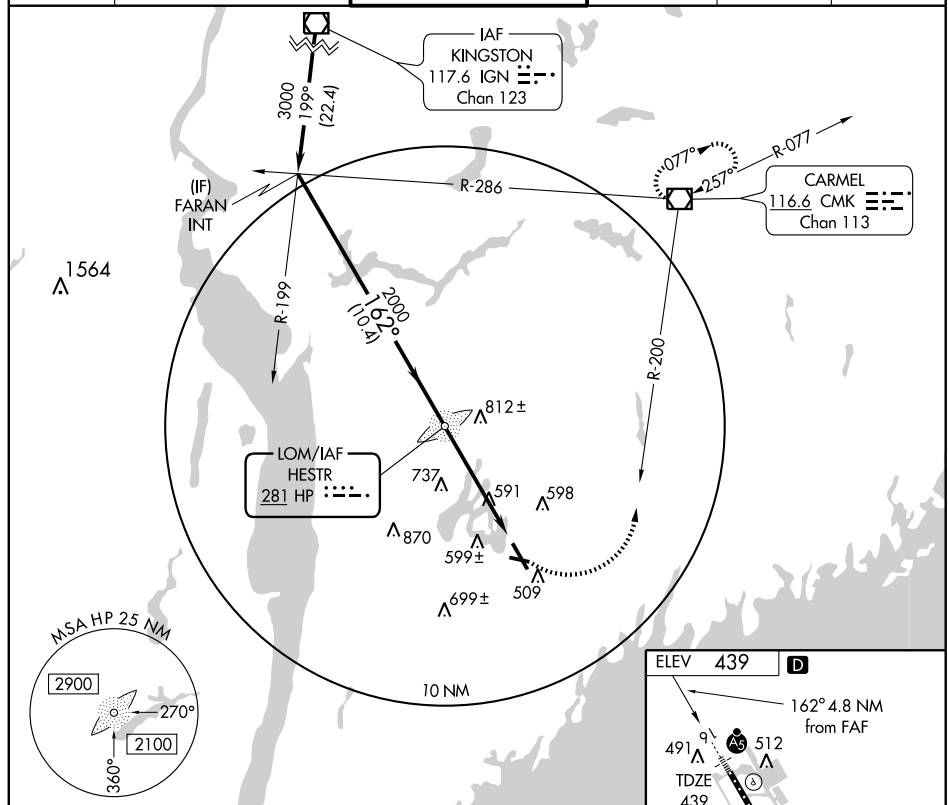 IAF
KINGSTON
117.6 IGN
Chan 123
3000
199°
(22.4)
077°
257°
R-077
(IF)
FARAN
INT
R-286
CARMEL
116.6 CMK
Chan 113
1564
R-199
2000
162°
(10.4)
R-200
812±
LOM/IAF
HESTR
281 HP
737
591
598
870
599±
509
699±
MSA HP 25 NM
2900
270°
2100
360°
10 NM
ELEV 439 D
162° 4.8 NM
from FAF
491
A5
512
TDZE
439